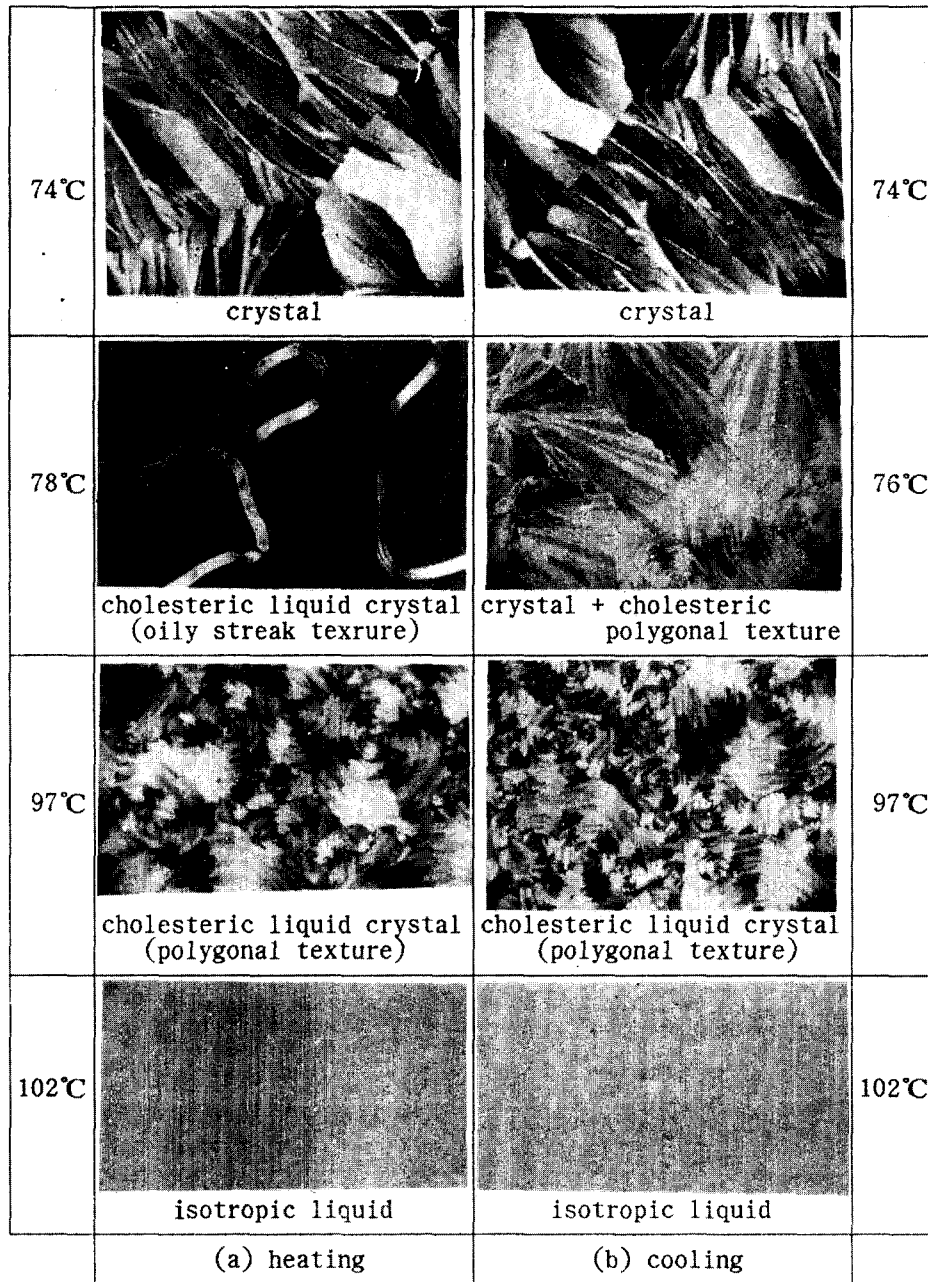 74℃
crystal
crystal
74℃
78℃
cholesteric liquid crystal
(oily streak texrure)
crystal + cholesteric
polygonal texture
76℃
97℃
cholesteric liquid crystal
(polygonal texture)
cholesteric liquid crystal
(polygonal texture)
97℃
102℃
isotropic liquid
isotropic liquid
102℃
(a) heating
(b) cooling